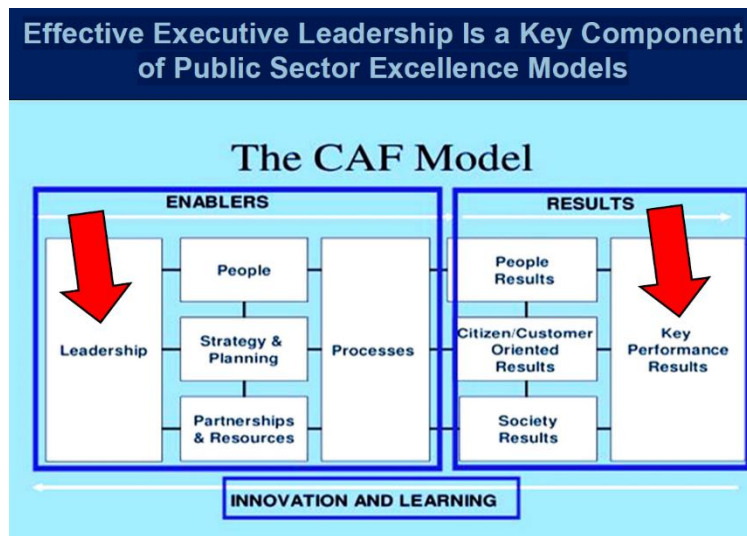 Effective Executive Leadership Is a Key Component
of Public Sector Excellence Models
The CAF Model
ENABLERS
RESULTS
Leadership
People
Strategy &
Planning
Partnerships
& Resources
Processes
People
Results
Citizen/Customer
Oriented
Results
Society
Results
Key
Performance
Results
INNOVATION AND LEARNING